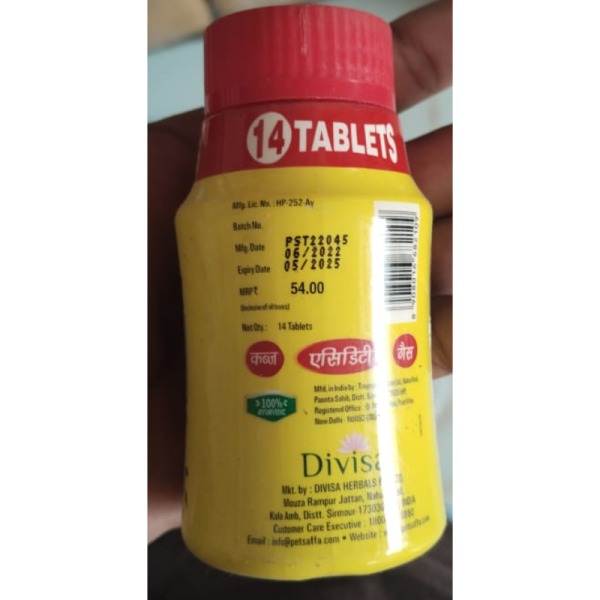 14 TABLETS
Mfg. Lic. No. : HP-252-Ay
Batch No. PST22045
Mfg. Date 06/2022
Expiry Date 05/2025
MRP₹ 54.00
(Inclusive of all taxes)
Net Qty.: 14 Tablets
कब्ज एसिडिटी गैस
Mfd. in India by :
Paonta Sahib, Distt.
Registered Office :
New Delhi -
100% AYURVEDIC
Divisa
Mkt. by : DIVISA HERBALS
Mouza Rampur Jattan,
Kala Amb, Distt. Sirmour-17303
Customer Care Executive : 1800
Email : info@petsaffa.com • Website :